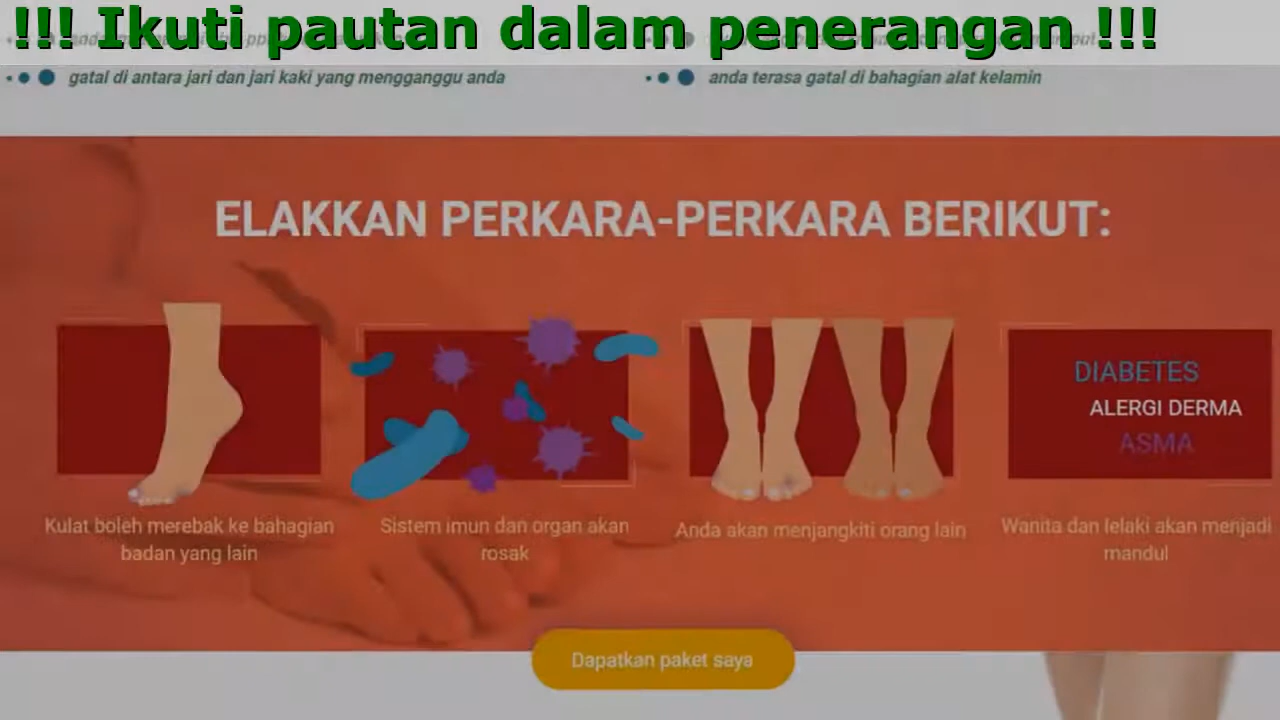 !!! Ikuti pautan dalam penerangan !!!
gatal di antara jari dan jari kaki yang mengganggu anda
anda terasa gatal di bahagian alat kelamin
ELAKKAN PERKARA-PERKARA BERIKUT:
DIABETES
ALERGI DERMA
ASMA
Kulat boleh merebak ke bahagian
badan yang lain
Sistem imun dan organ akan
rosak
Anda akan menjangkiti orang lain
Wanita dan lelaki akan menjadi
mandul
Dapatkan paket saya